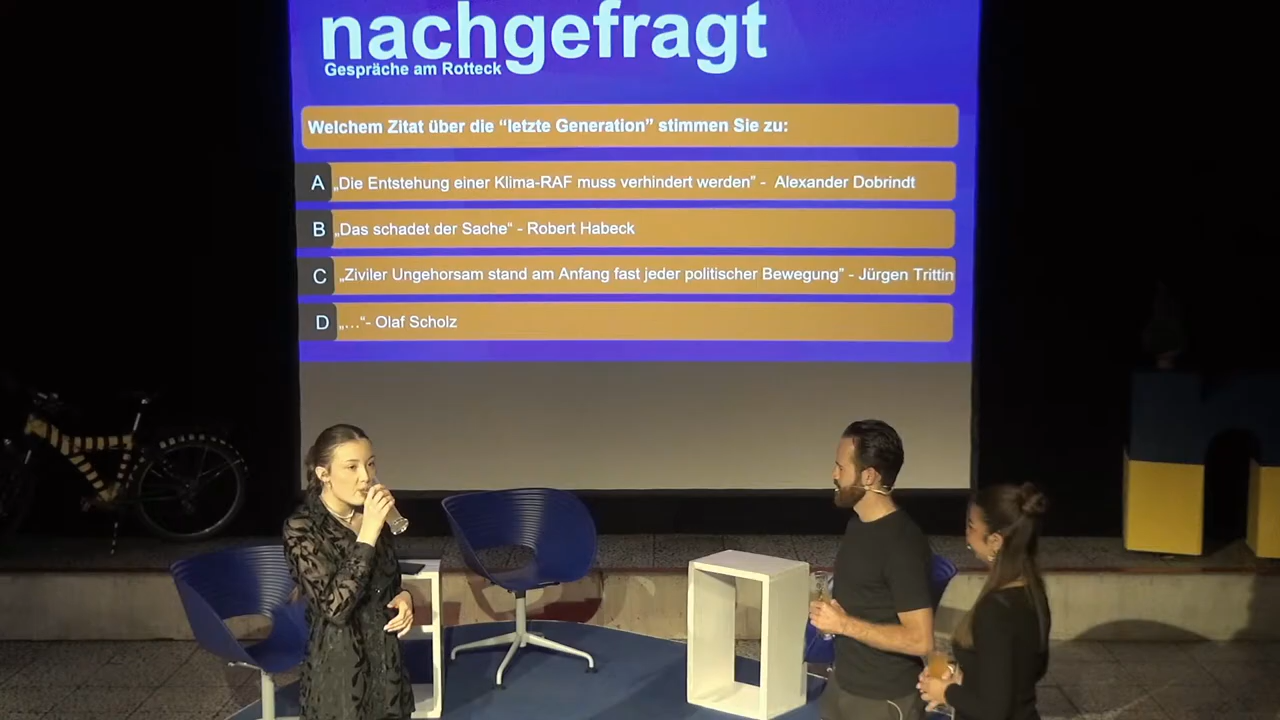 nachgefragt
Gespräche am Rotteck
Welchem Zitat über die “letzte Generation” stimmen Sie zu:
A „Die Entstehung einer Klima-RAF muss verhindert werden” - Alexander Dobrindt
B „Das schadet der Sache“ - Robert Habeck
C „Ziviler Ungehorsam stand am Anfang fast jeder politischer Bewegung” - Jürgen Trittin
D „...“- Olaf Scholz